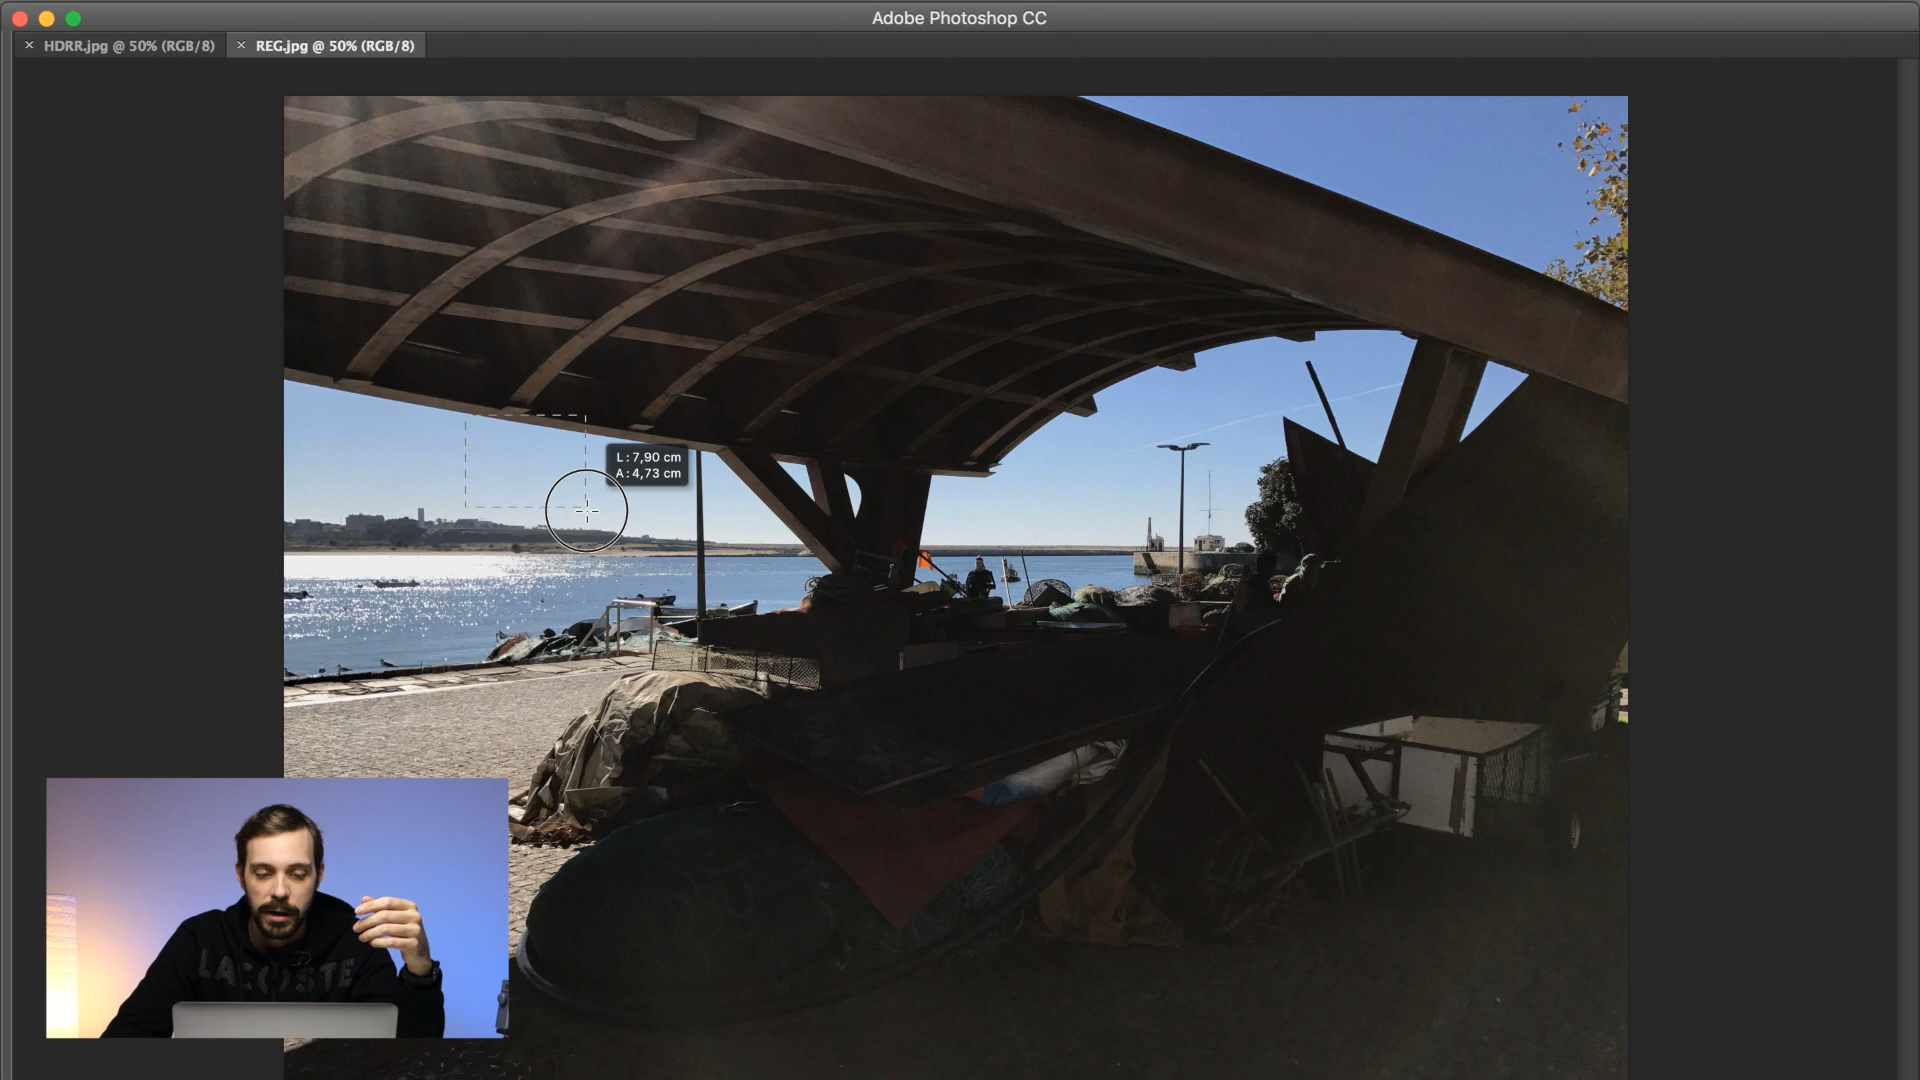 Adobe Photoshop CC
× HDRR.jpg @ 50% (RGB/8) × REG.jpg @ 50% (RGB/8)
L : 7,90 cm
A : 4,73 cm
LACOSTE